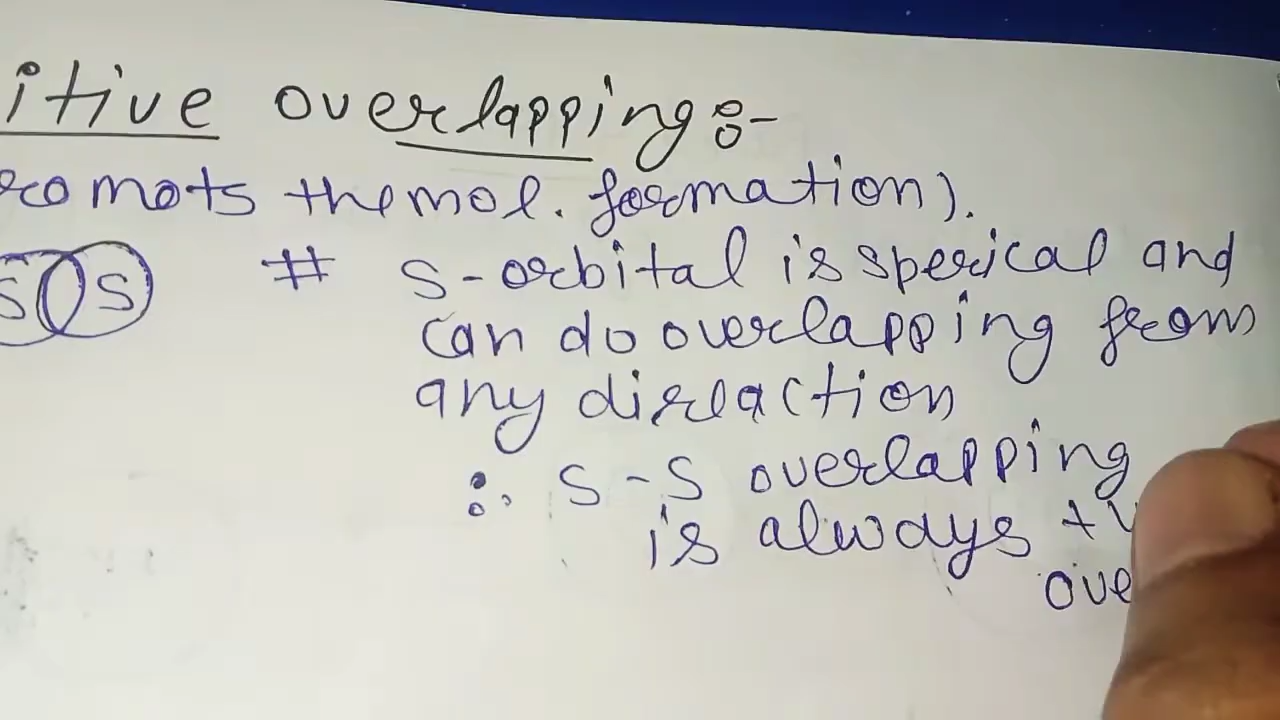 itive overlapping :-
romots the mol. formation).
S S # S-orbital is sperical and
can do overlapping from
any diraction
∴ S-S overlapping
is always +v
ove